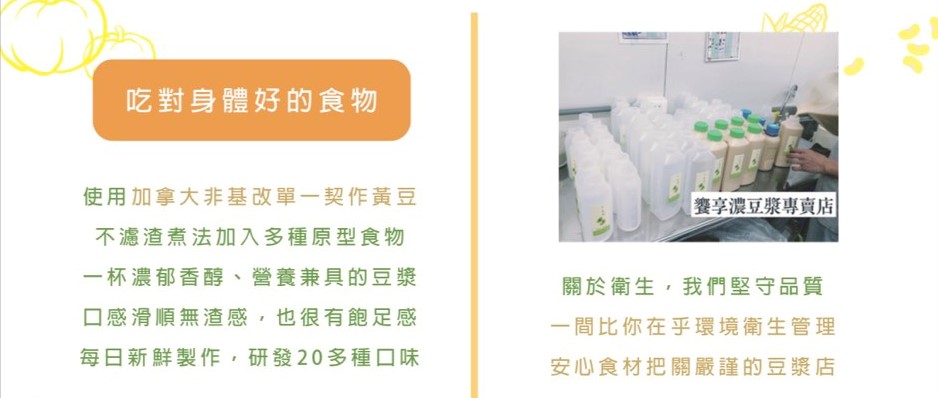 吃對身體好的食物
使用加拿大非基改單一契作黃豆
不濾渣煮法加入多種原型食物
一杯濃郁香醇、營養兼具的豆漿
口感滑順無渣感，也很有飽足感
每日新鮮製作，研發20多種口味
饗享濃豆漿專賣店
關於衛生，我們堅守品質
一間比你在乎環境衛生管理
安心食材把關嚴謹的豆漿店